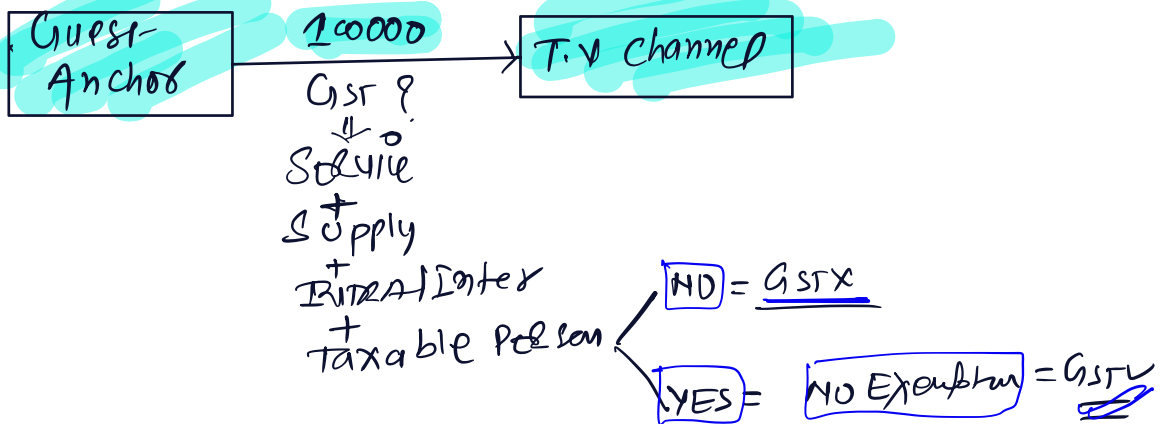 Guest-
Anchor
100000
T.V Channel
GST ?
⇓
Service
+
Supply
+
Intra/Inter
+
Taxable Person
NO = GST X
YES = NO Exemption = GST ✓